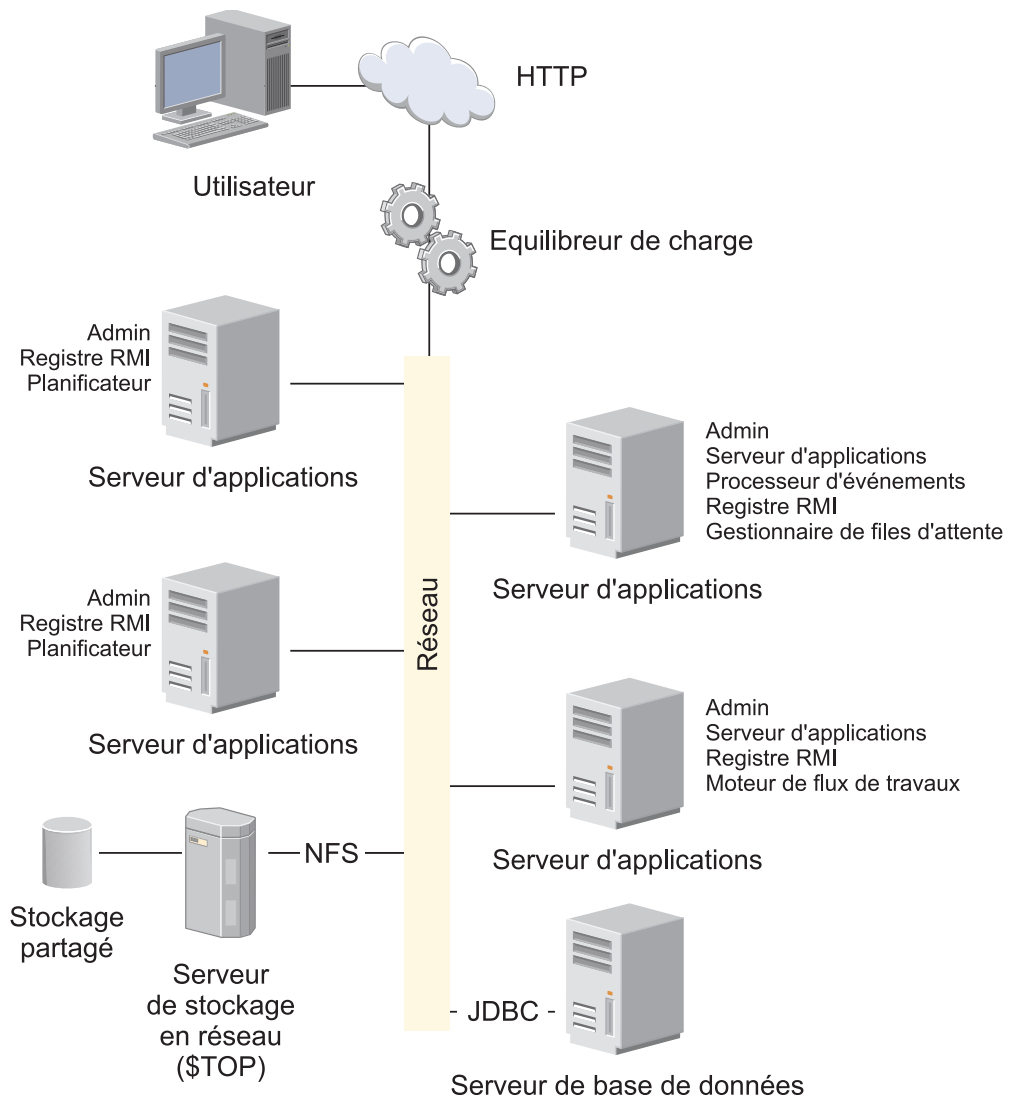 HTTP
Utilisateur
Equilibreur de charge
Admin
Registre RMI
Planificateur
Serveur d'applications
Admin
Serveur d'applications
Processeur d'événements
Registre RMI
Gestionnaire de files d'attente
Serveur d'applications
Réseau
Admin
Registre RMI
Planificateur
Serveur d'applications
Admin
Serveur d'applications
Registre RMI
Moteur de flux de travaux
Serveur d'applications
NFS
Stockage
partagé
Serveur
de stockage
en réseau
($TOP)
JDBC
Serveur de base de données